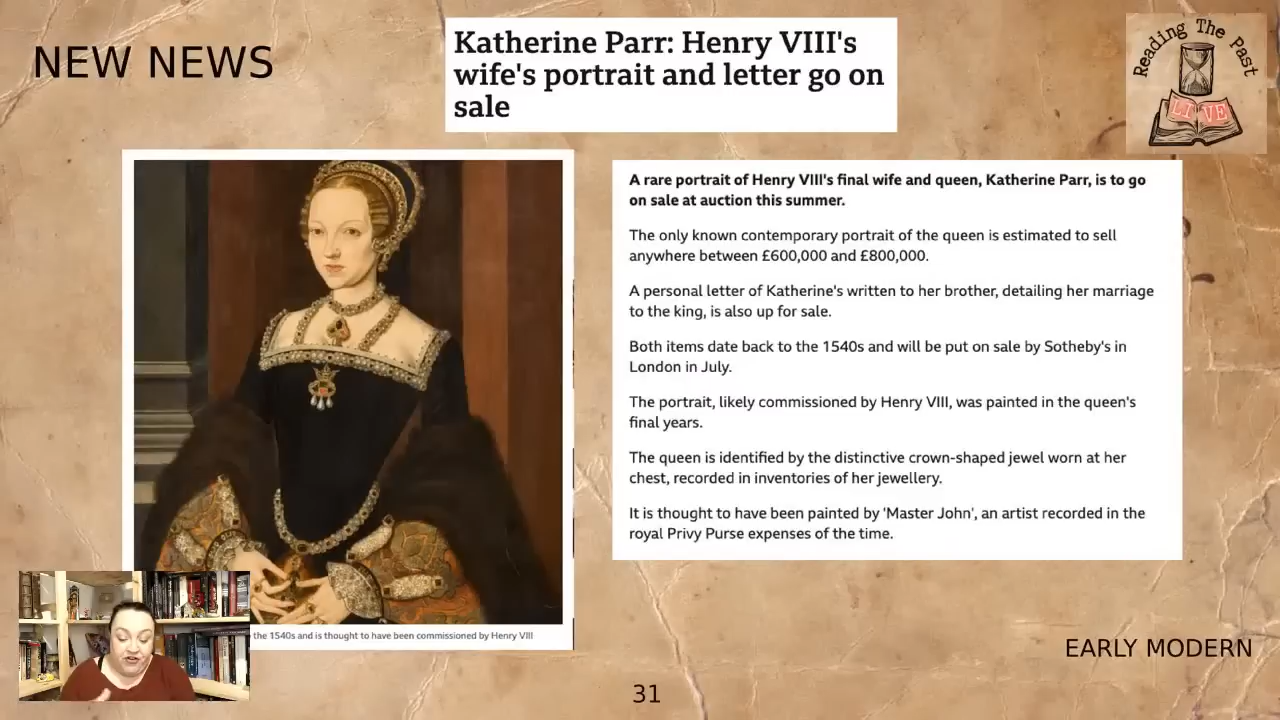 NEW NEWS
Katherine Parr: Henry VIII's
wife's portrait and letter go on
sale
Reading The Past
LIVE
A rare portrait of Henry VIII's final wife and queen, Katherine Parr, is to go
on sale at auction this summer.
The only known contemporary portrait of the queen is estimated to sell
anywhere between £600,000 and £800,000.
A personal letter of Katherine's written to her brother, detailing her marriage
to the king, is also up for sale.
Both items date back to the 1540s and will be put on sale by Sotheby's in
London in July.
The portrait, likely commissioned by Henry VIII, was painted in the queen's
final years.
The queen is identified by the distinctive crown-shaped jewel worn at her
chest, recorded in inventories of her jewellery.
It is thought to have been painted by 'Master John', an artist recorded in the
royal Privy Purse expenses of the time.
the 1540s and is thought to have been commissioned by Henry VIII
EARLY MODERN
31